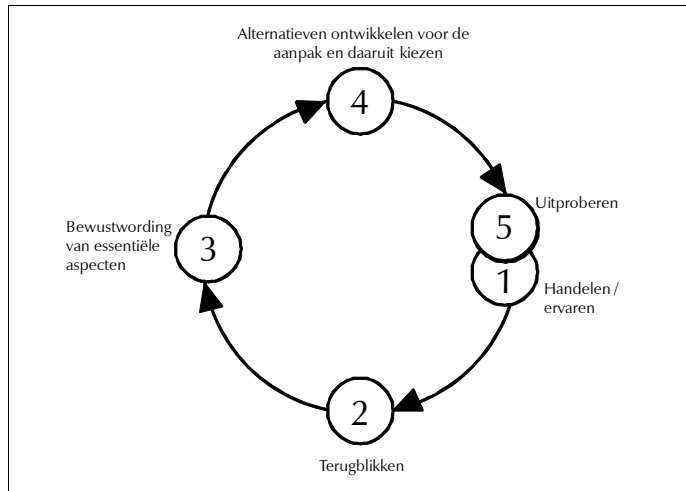 Alternatieven ontwikkelen voor de
aanpak en daaruit kiezen
4
Uitproberen
5
Bewustwording
van essentiële
aspecten
3
1
Handelen /
ervaren
2
Terugblikken